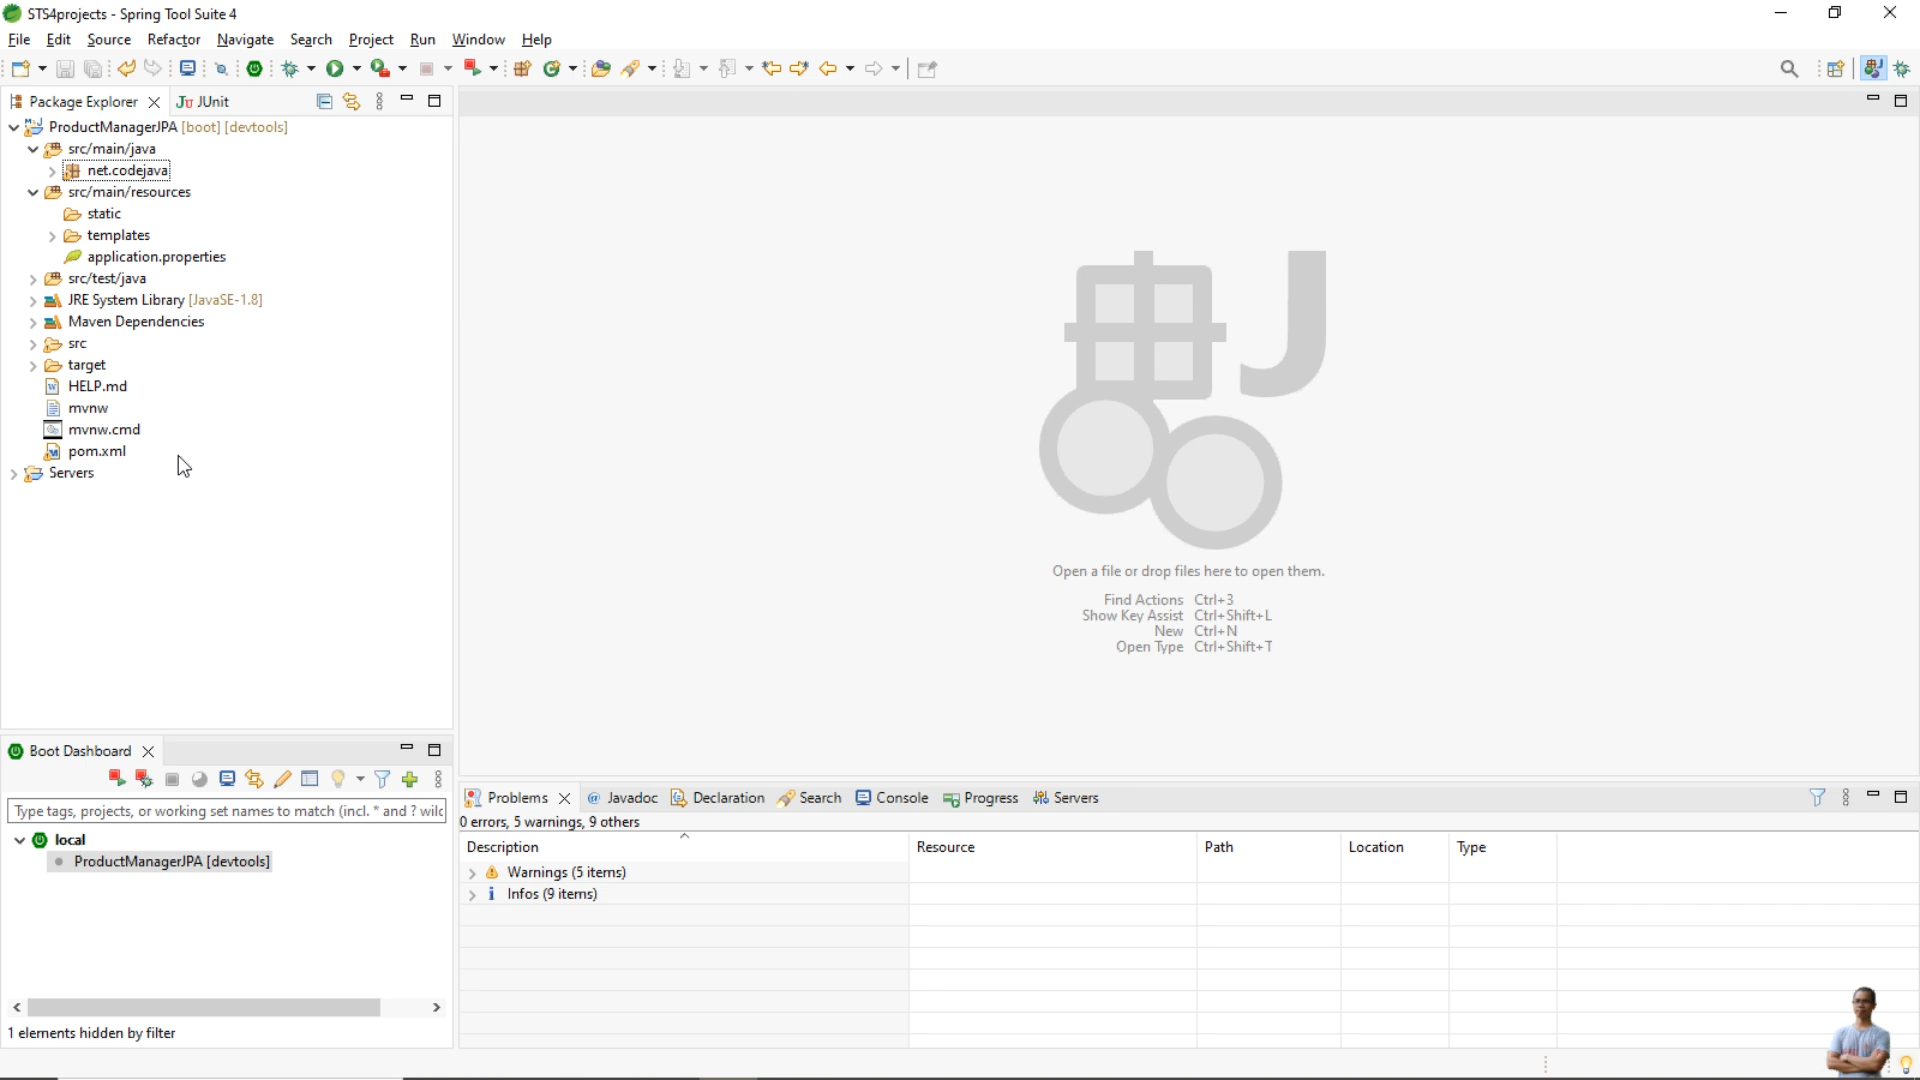 STS4projects - Spring Tool Suite 4
File Edit Source Refactor Navigate Search Project Run Window Help
Package Explorer
JUnit
ProductManagerJPA [boot] [devtools]
src/main/java
net.codejava
src/main/resources
static
templates
application.properties
src/test/java
JRE System Library [JavaSE-1.8]
Maven Dependencies
src
target
HELP.md
mvnw
mvnw.cmd
pom.xml
Servers
Open a file or drop files here to open them.
Find Actions Ctrl+3
Show Key Assist Ctrl+Shift+L
New Ctrl+N
Open Type Ctrl+Shift+T
Boot Dashboard
Type tags, projects, or working set names to match (incl. * and ? wilc
local
ProductManagerJPA [devtools]
1 elements hidden by filter
Problems Javadoc Declaration Search Console Progress Servers
0 errors, 5 warnings, 9 others
Description Resource Path Location Type
Warnings (5 items)
Infos (9 items)